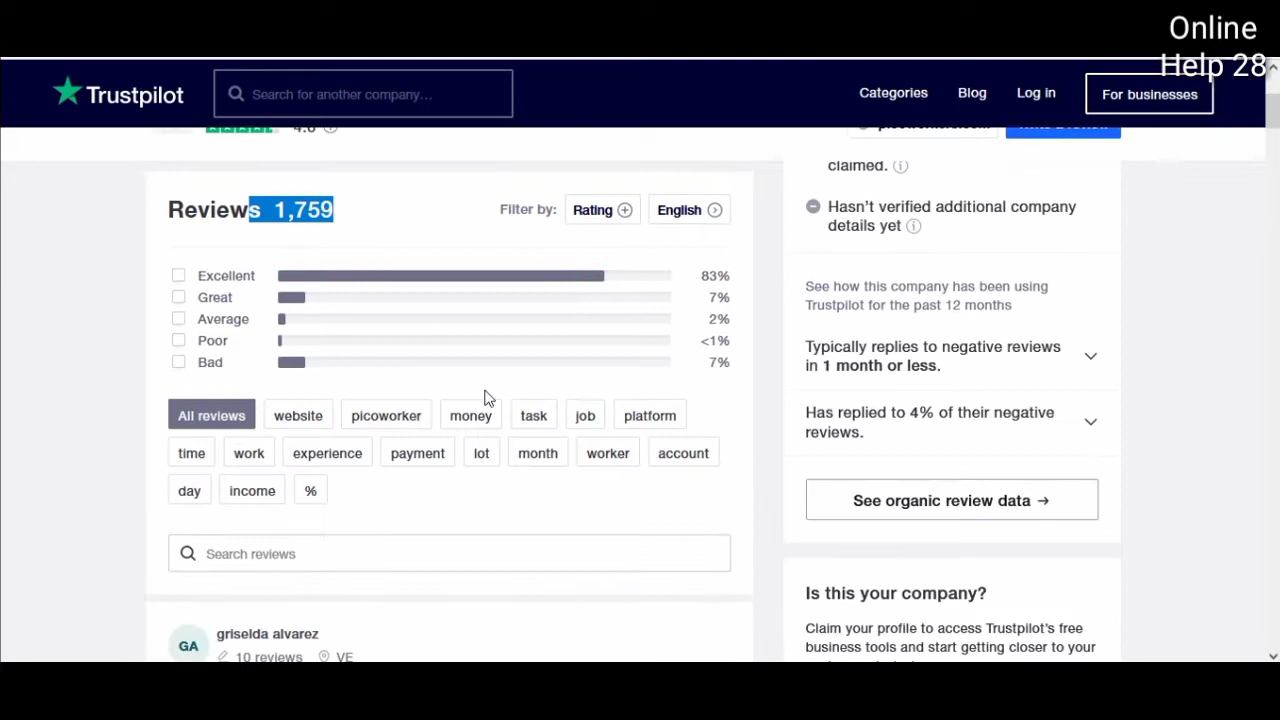 Online
Help 28
Trustpilot
Search for another company...
Categories
Blog
Log in
For businesses
4.6
claimed.
Reviews 1,759
Filter by:
Rating
English
Hasn't verified additional company
details yet
Excellent
83%
Great
7%
Average
2%
Poor
<1%
Bad
7%
See how this company has been using
Trustpilot for the past 12 months
Typically replies to negative reviews
in 1 month or less.
Has replied to 4% of their negative
reviews.
All reviews
website
picoworker
money
task
job
platform
time
work
experience
payment
lot
month
worker
account
day
income
%
See organic review data →
Search reviews
Is this your company?
Claim your profile to access Trustpilot's free
business tools and start getting closer to your
griselda alvarez
GA
10 reviews
VE